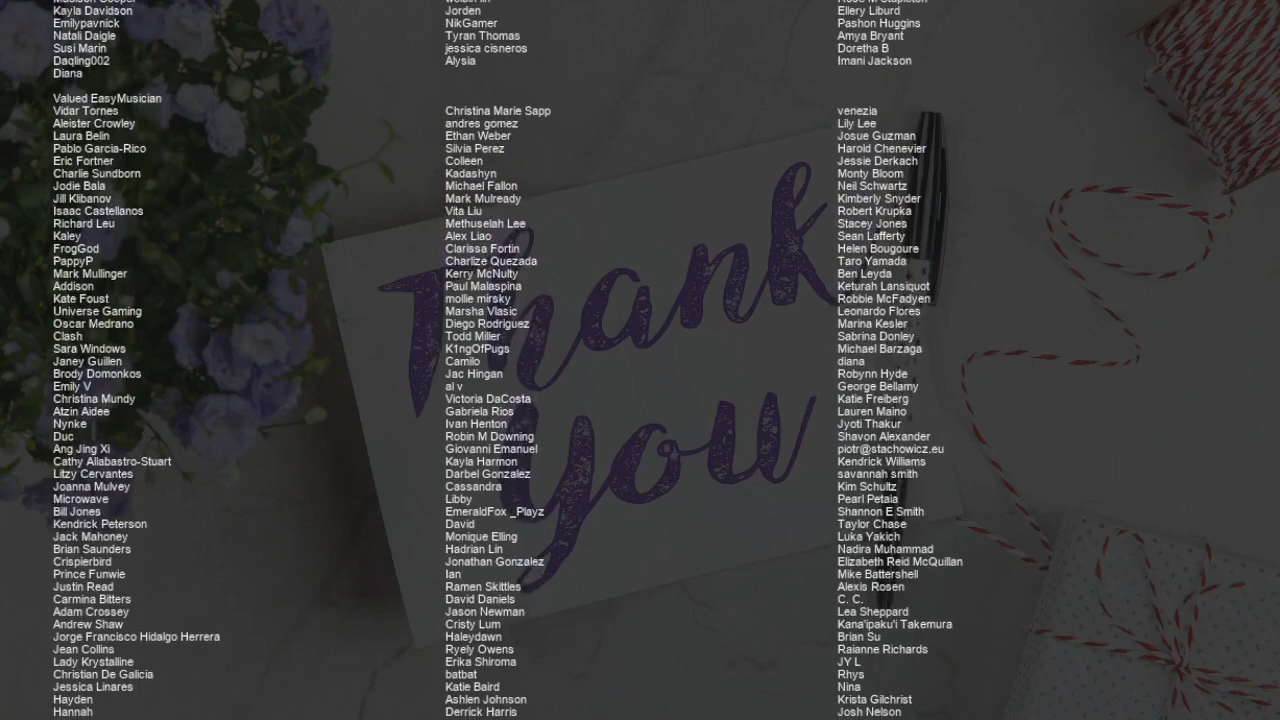 Kayla Davidson
Emilypavnick
Natali Daigle
Susi Marin
Daqling002
Diana
Jorden
NikGamer
Tyran Thomas
jessica cisneros
Alysia
Ellery Liburd
Pashon Huggins
Amya Bryant
Doretha B
Imani Jackson
Valued EasyMusician
Vidar Tornes
Aleister Crowley
Laura Belin
Pablo Garcia-Rico
Eric Fortner
Charlie Sundborn
Jodie Bala
Jill Klibanov
Isaac Castellanos
Richard Leu
Kaley
FrogGod
PappyP
Mark Mullinger
Addison
Kate Foust
Universe Gaming
Oscar Medrano
Clash
Sara Windows
Janey Guillen
Brody Domonkos
Emily V
Christina Mundy
Atzin Aidee
Nynke
Duc
Ang Jing Xi
Cathy Allabastro-Stuart
Litzy Cervantes
Joanna Mulvey
Microwave
Bill Jones
Kendrick Peterson
Jack Mahoney
Brian Saunders
Crispierbird
Prince Funwie
Justin Read
Carmina Bitters
Adam Crossey
Andrew Shaw
Jorge Francisco Hidalgo Herrera
Jean Collins
Lady Krystalline
Christian De Galicia
Jessica Linares
Hayden
Hannah
Christina Marie Sapp
andres gomez
Ethan Weber
Silvia Perez
Colleen
Kadashyn
Michael Fallon
Mark Mulready
Vita Liu
Methuselah Lee
Alex Liao
Clarissa Fortin
Charlize Quezada
Kerry McNulty
Paul Malaspina
mollie mirsky
Marsha Vlasic
Diego Rodriguez
Todd Miller
K1ngOfPugs
Camilo
Jac Hingan
al v
Victoria DaCosta
Gabriela Rios
Ivan Henton
Robin M Downing
Giovanni Emanuel
Kayla Harmon
Darbel Gonzalez
Cassandra
Libby
EmeraldFox _Playz
David
Monique Elling
Hadrian Lin
Jonathan Gonzalez
Ian
Ramen Skittles
David Daniels
Jason Newman
Cristy Lum
Haleydawn
Ryely Owens
Erika Shiroma
batbat
Katie Baird
Ashlen Johnson
Derrick Harris
venezia
Lily Lee
Josue Guzman
Harold Chenevier
Jessie Derkach
Monty Bloom
Neil Schwartz
Kimberly Snyder
Robert Krupka
Stacey Jones
Sean Lafferty
Helen Bougoure
Taro Yamada
Ben Leyda
Keturah Lansiquot
Robbie McFadyen
Leonardo Flores
Marina Kesler
Sabrina Donley
Michael Barzaga
diana
Robynn Hyde
George Bellamy
Katie Freiberg
Lauren Maino
Jyoti Thakur
Shavon Alexander
piotr@stachowicz.eu
Kendrick Williams
savannah smith
Kim Schultz
Pearl Petaia
Shannon E Smith
Taylor Chase
Luka Yakich
Nadira Muhammad
Elizabeth Reid McQuillan
Mike Battershell
Alexis Rosen
C. C.
Lea Sheppard
Kana'ipaku'i Takemura
Brian Su
Raianne Richards
JY L
Rhys
Nina
Krista Gilchrist
Josh Nelson
Thank
you